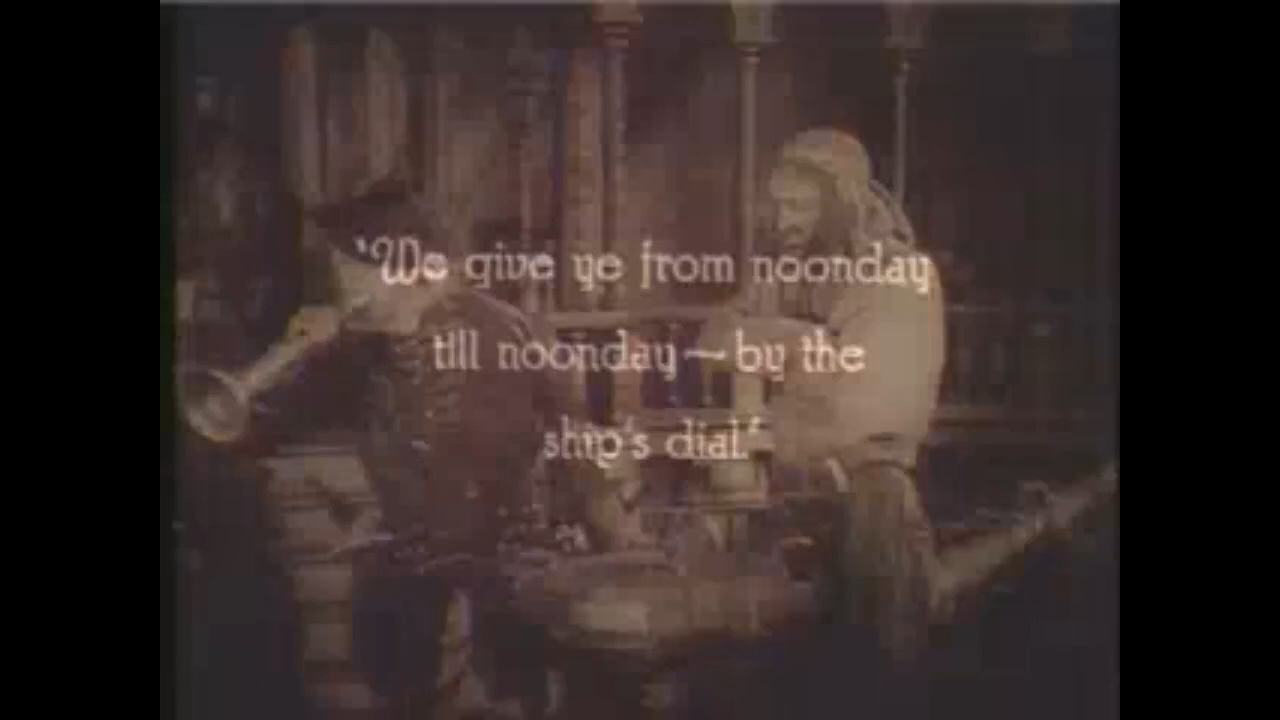 "We give ye from noonday
till noonday—by the
ship's dial."